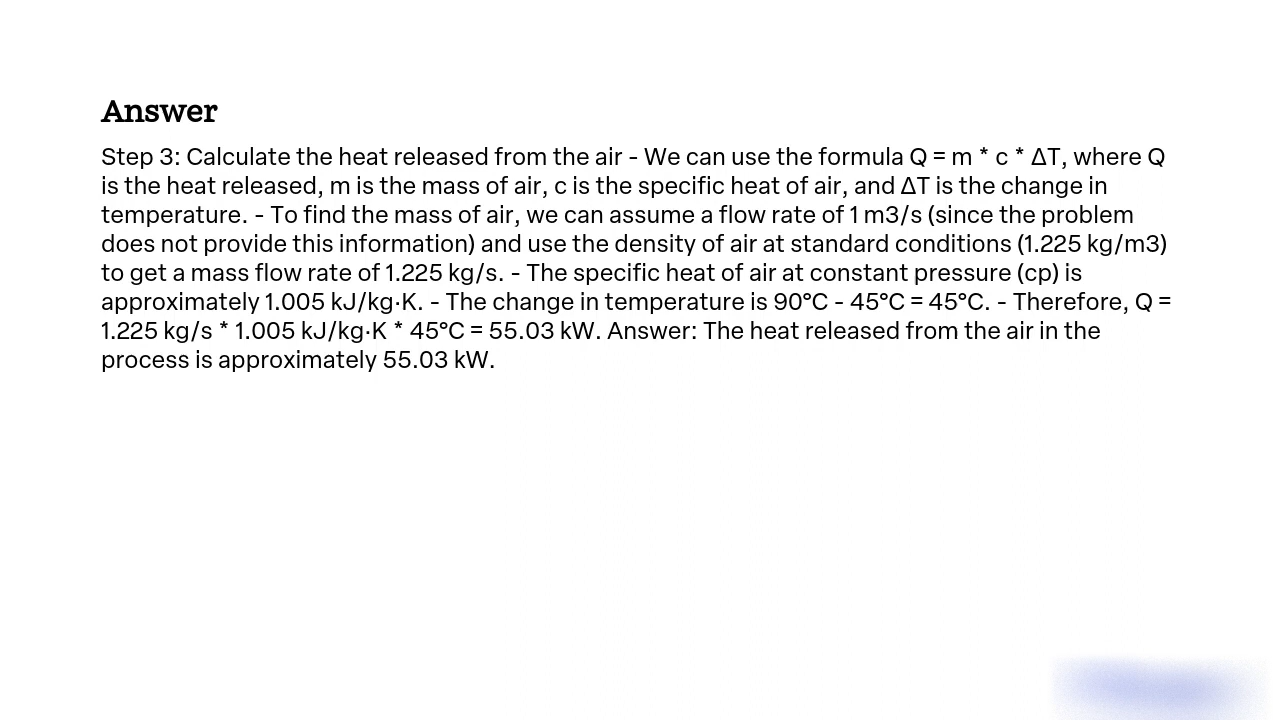 Answer
Step 3: Calculate the heat released from the air - We can use the formula Q = m * c * ΔT, where Q
is the heat released, m is the mass of air, c is the specific heat of air, and ΔT is the change in
temperature. - To find the mass of air, we can assume a flow rate of 1 m3/s (since the problem
does not provide this information) and use the density of air at standard conditions (1.225 kg/m3)
to get a mass flow rate of 1.225 kg/s. - The specific heat of air at constant pressure (cp) is
approximately 1.005 kJ/kg·K. - The change in temperature is 90°C - 45°C = 45°C. - Therefore, Q =
1.225 kg/s * 1.005 kJ/kg·K * 45°C = 55.03 kW. Answer: The heat released from the air in the
process is approximately 55.03 kW.